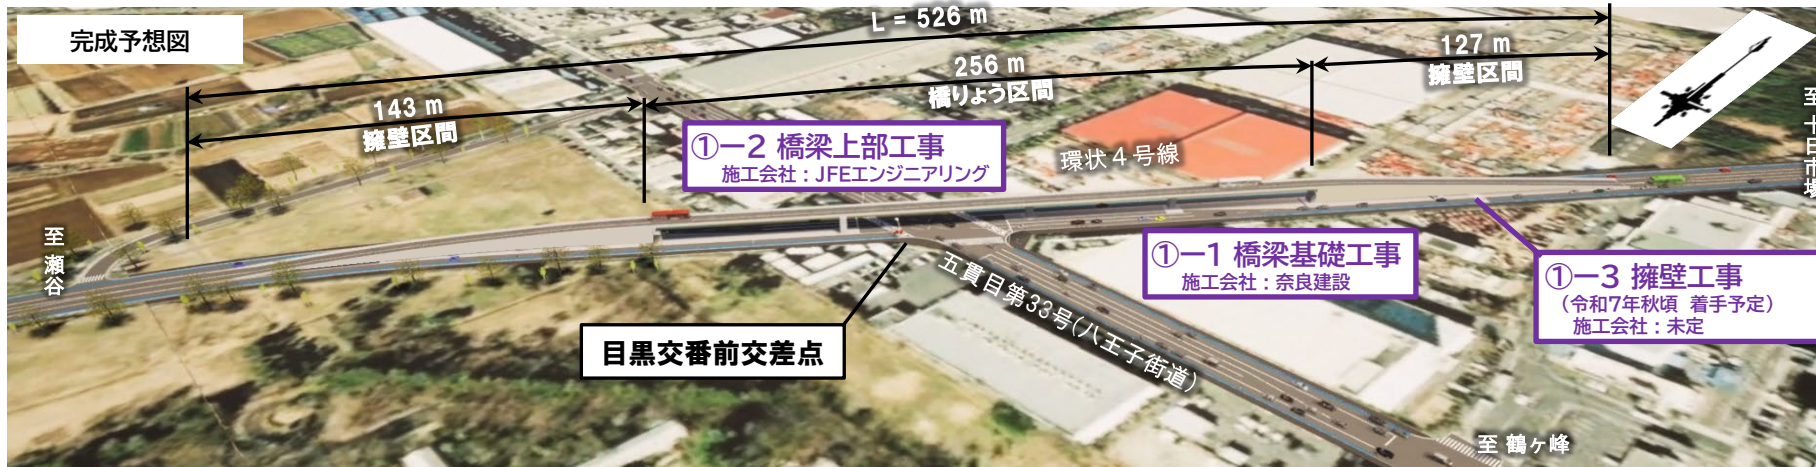 完成予想図
L = 526 m
143 m
擁壁区間
256 m
橋りょう区間
127 m
擁壁区間
①ー2 橋梁上部工事
施工会社：JFEエンジニアリング
環状４号線
至 十日市場
至 瀬谷
①ー1 橋梁基礎工事
施工会社：奈良建設
①ー3 擁壁工事
（令和7年秋頃 着手予定）
施工会社：未定
五貫目第33号(八王子街道)
目黒交番前交差点
至 鶴ヶ峰